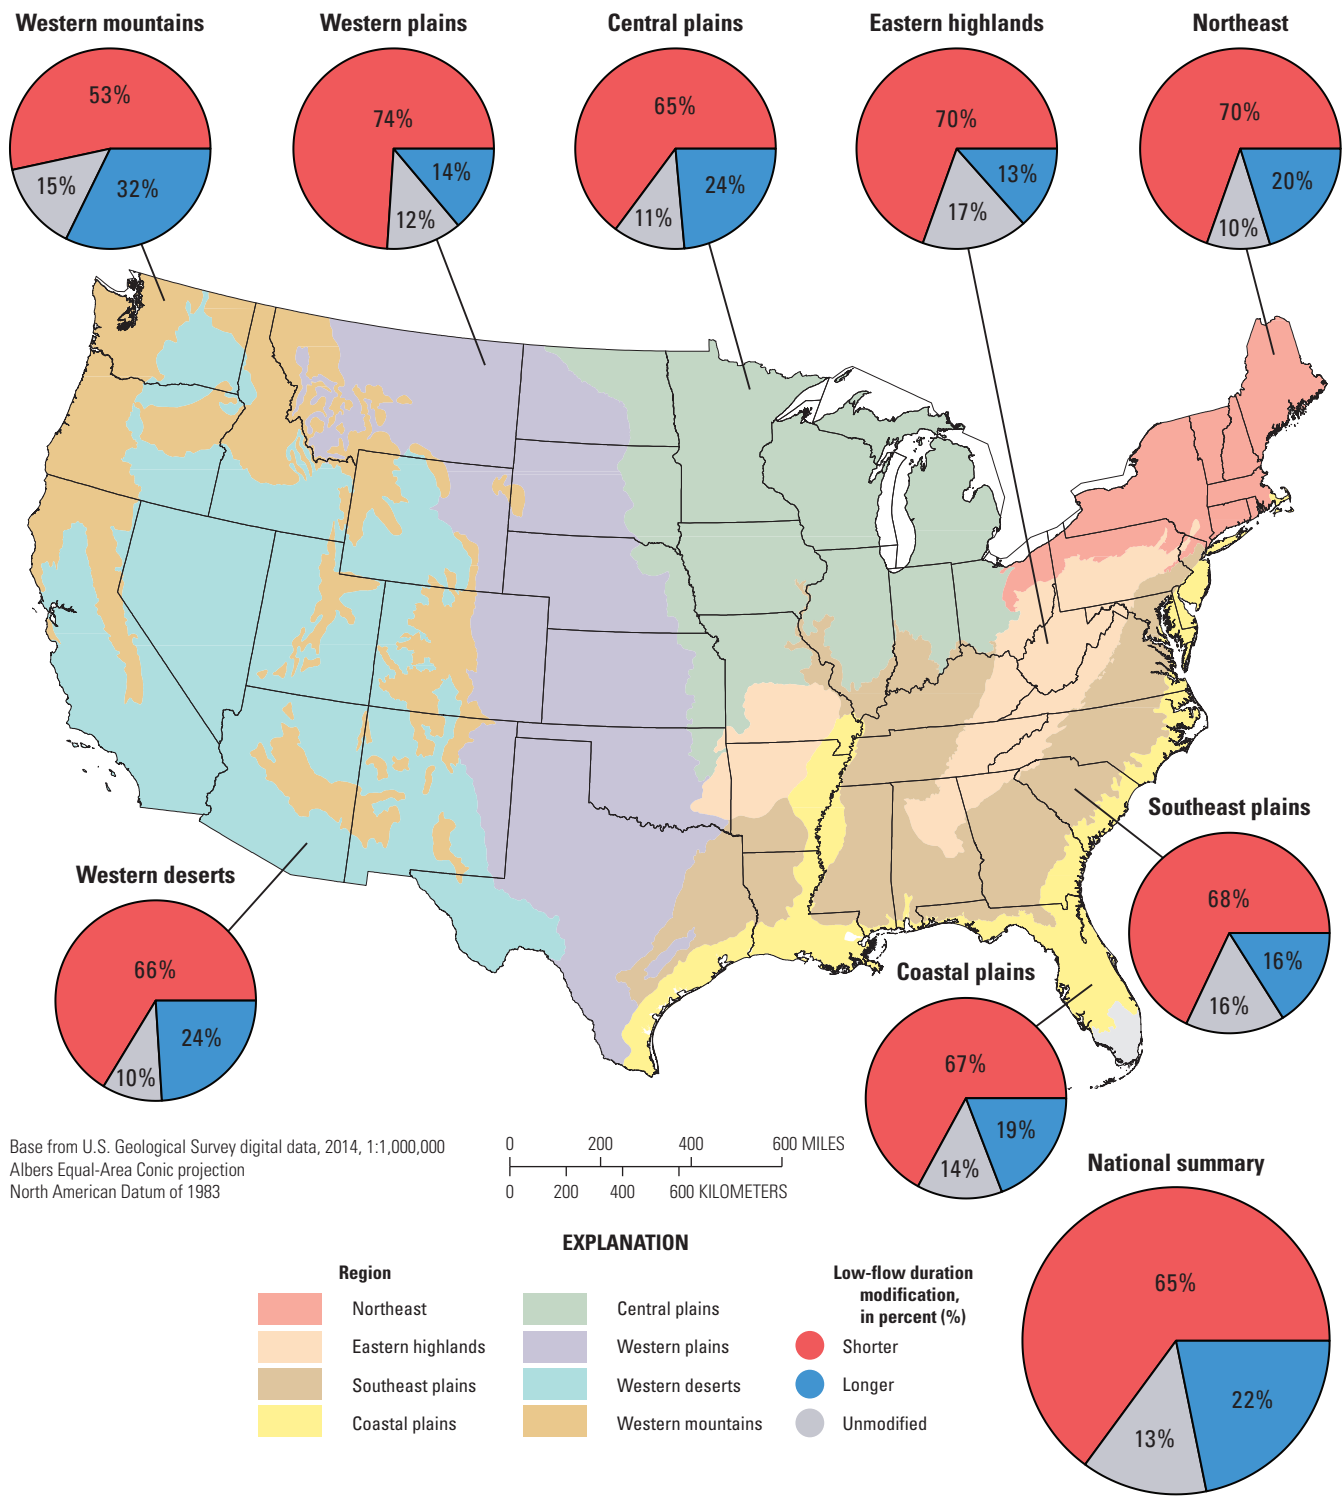 Western mountains
Western plains
Central plains
Eastern highlands
Northeast
53%
15%
32%
74%
14%
12%
65%
24%
11%
70%
13%
17%
70%
20%
10%
Southeast plains
68%
16%
16%
Western deserts
66%
24%
10%
Coastal plains
67%
19%
14%
Base from U.S. Geological Survey digital data, 2014, 1:1,000,000
Albers Equal-Area Conic projection
North American Datum of 1983
0 200 400 600 MILES
0 200 400 600 KILOMETERS
National summary
65%
22%
13%
EXPLANATION
Region
Northeast
Eastern highlands
Southeast plains
Coastal plains
Central plains
Western plains
Western deserts
Western mountains
Low-flow duration
modification,
in percent (%)
Shorter
Longer
Unmodified